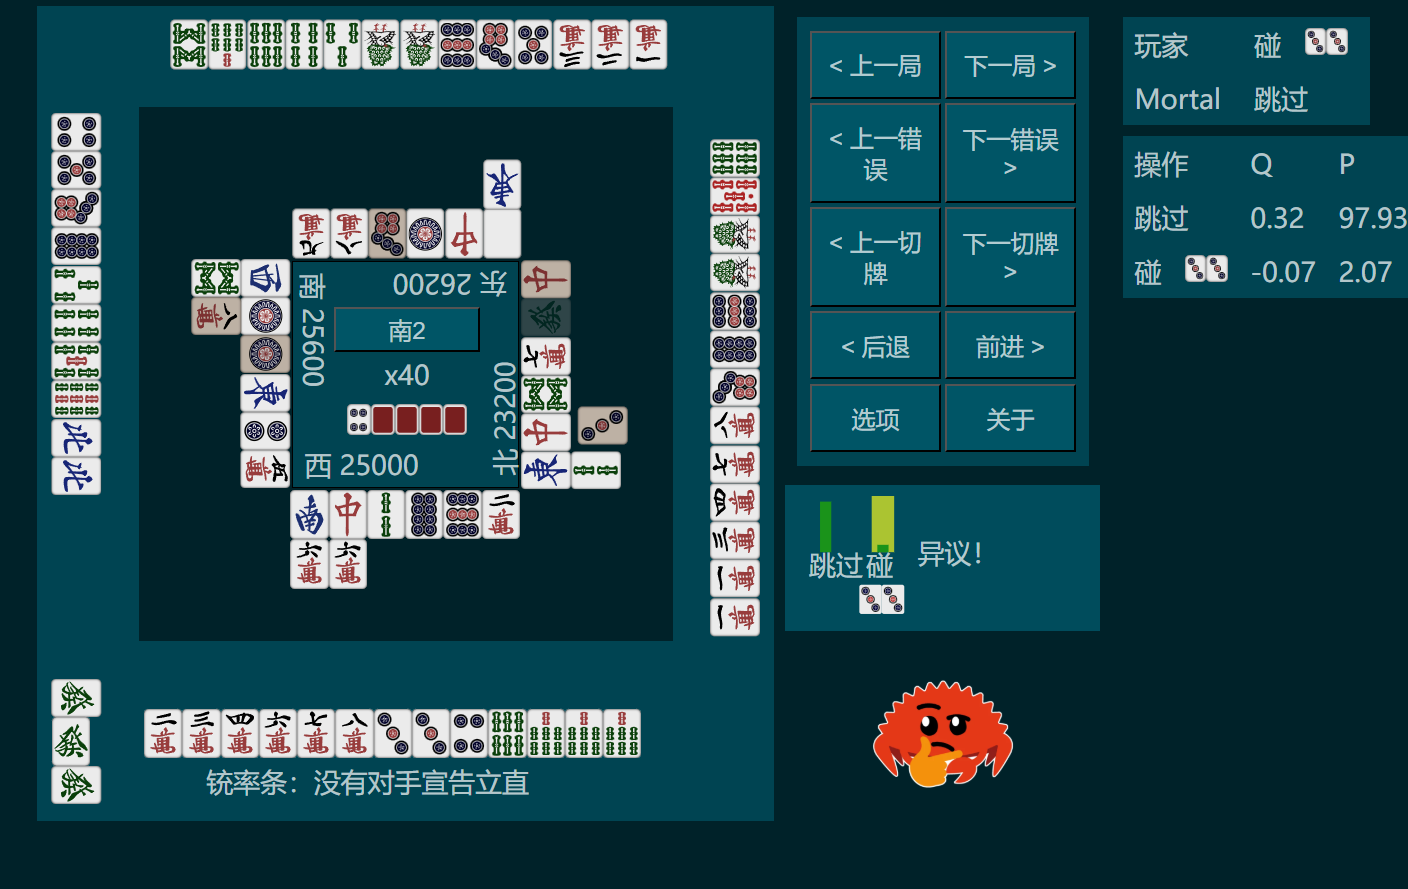 < 上一局
下一局 >
< 上一错误
下一错误 >
< 上一切牌
下一切牌 >
< 后退
前进 >
选项
关于
玩家 碰
Mortal 跳过
操作 Q P
跳过 0.32 97.93
碰 -0.07 2.07
东 26200
南 25600
南2
x40
北 23200
西 25000
跳过 碰 异议!
铳率条：没有对手宣告立直